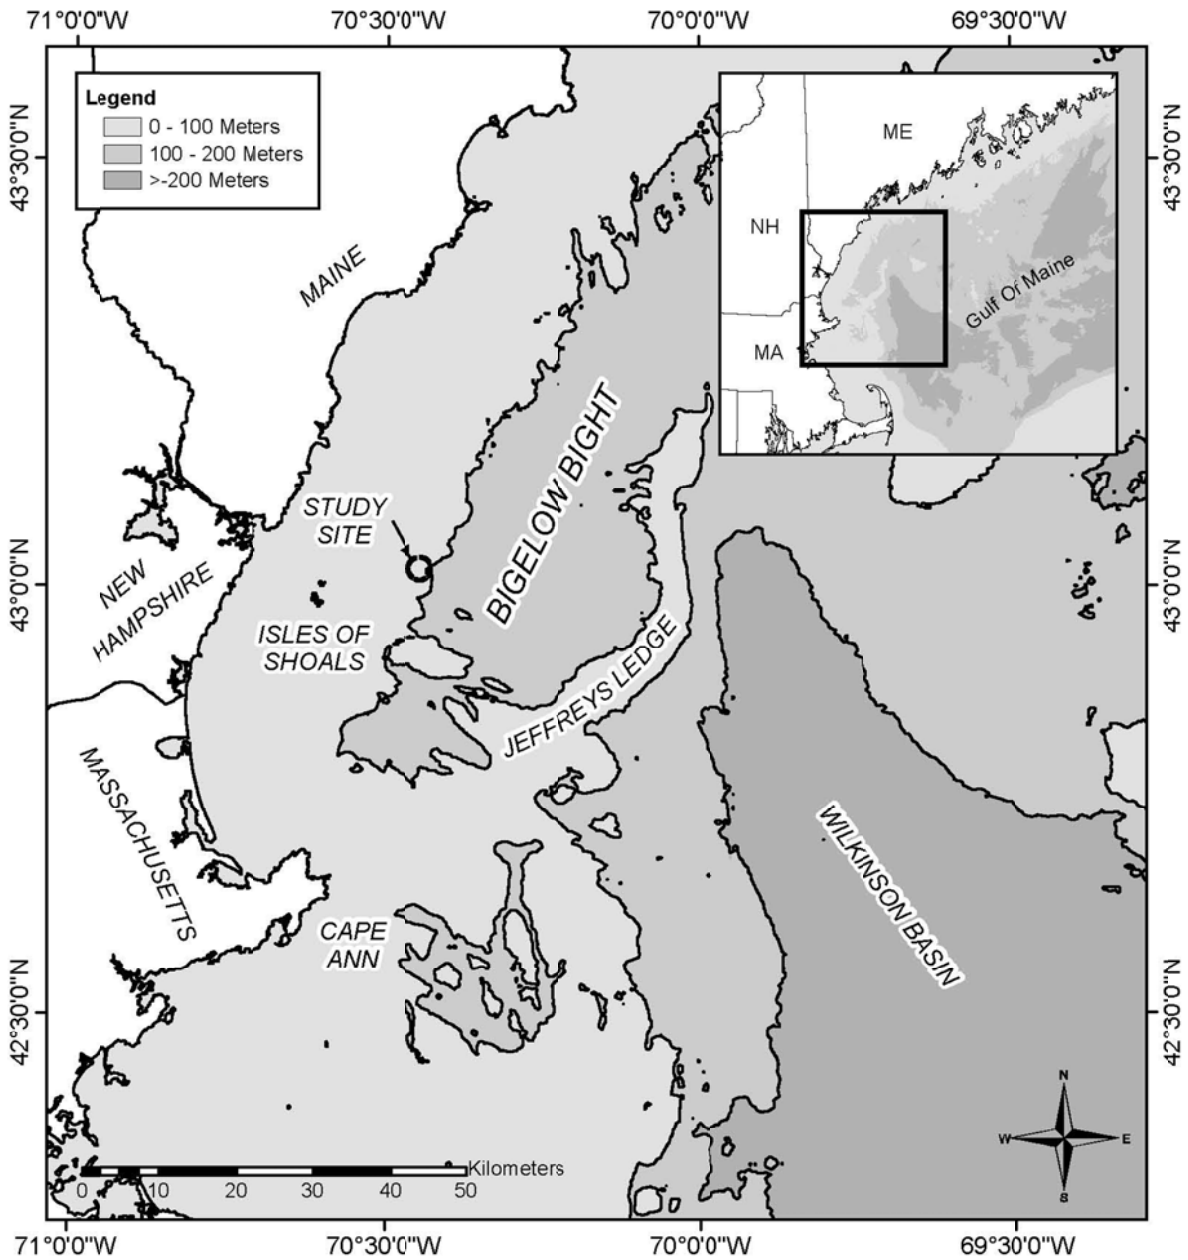 71°0'0"W 70°30'0"W 70°0'0"W 69°30'0"W
Legend
0 - 100 Meters
100 - 200 Meters
>-200 Meters
43°30'0"N
43°30'0"N
ME
NH
MA
Gulf Of Maine
MAINE
BIGELOW BIGHT
STUDY
SITE
43°0'0"N
43°0'0"N
NEW
HAMPSHIRE
ISLES OF
SHOALS
JEFFREYS LEDGE
MASSACHUSETTS
WILKINSON BASIN
CAPE
ANN
42°30'0"N
42°30'0"N
N
W E
S
Kilometers
0 10 20 30 40 50
71°0'0"W 70°30'0"W 70°0'0"W 69°30'0"W